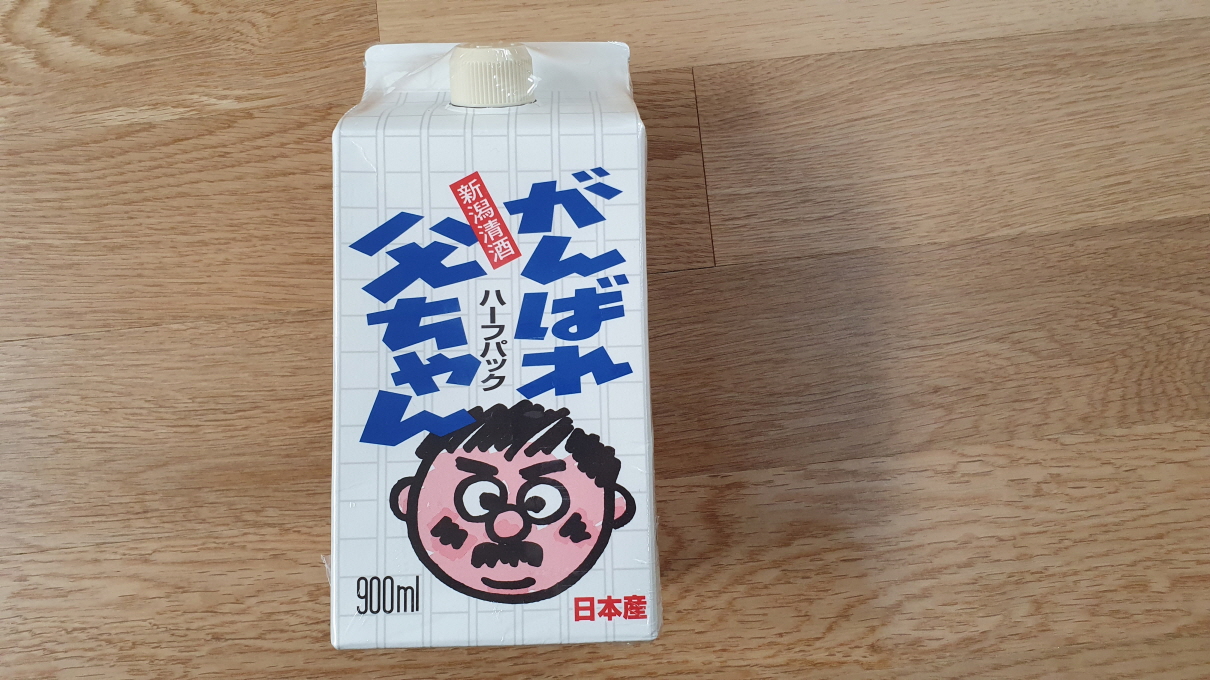 がんばれ
父ちゃん
新潟清酒
ハーフパック
900ml
日本産